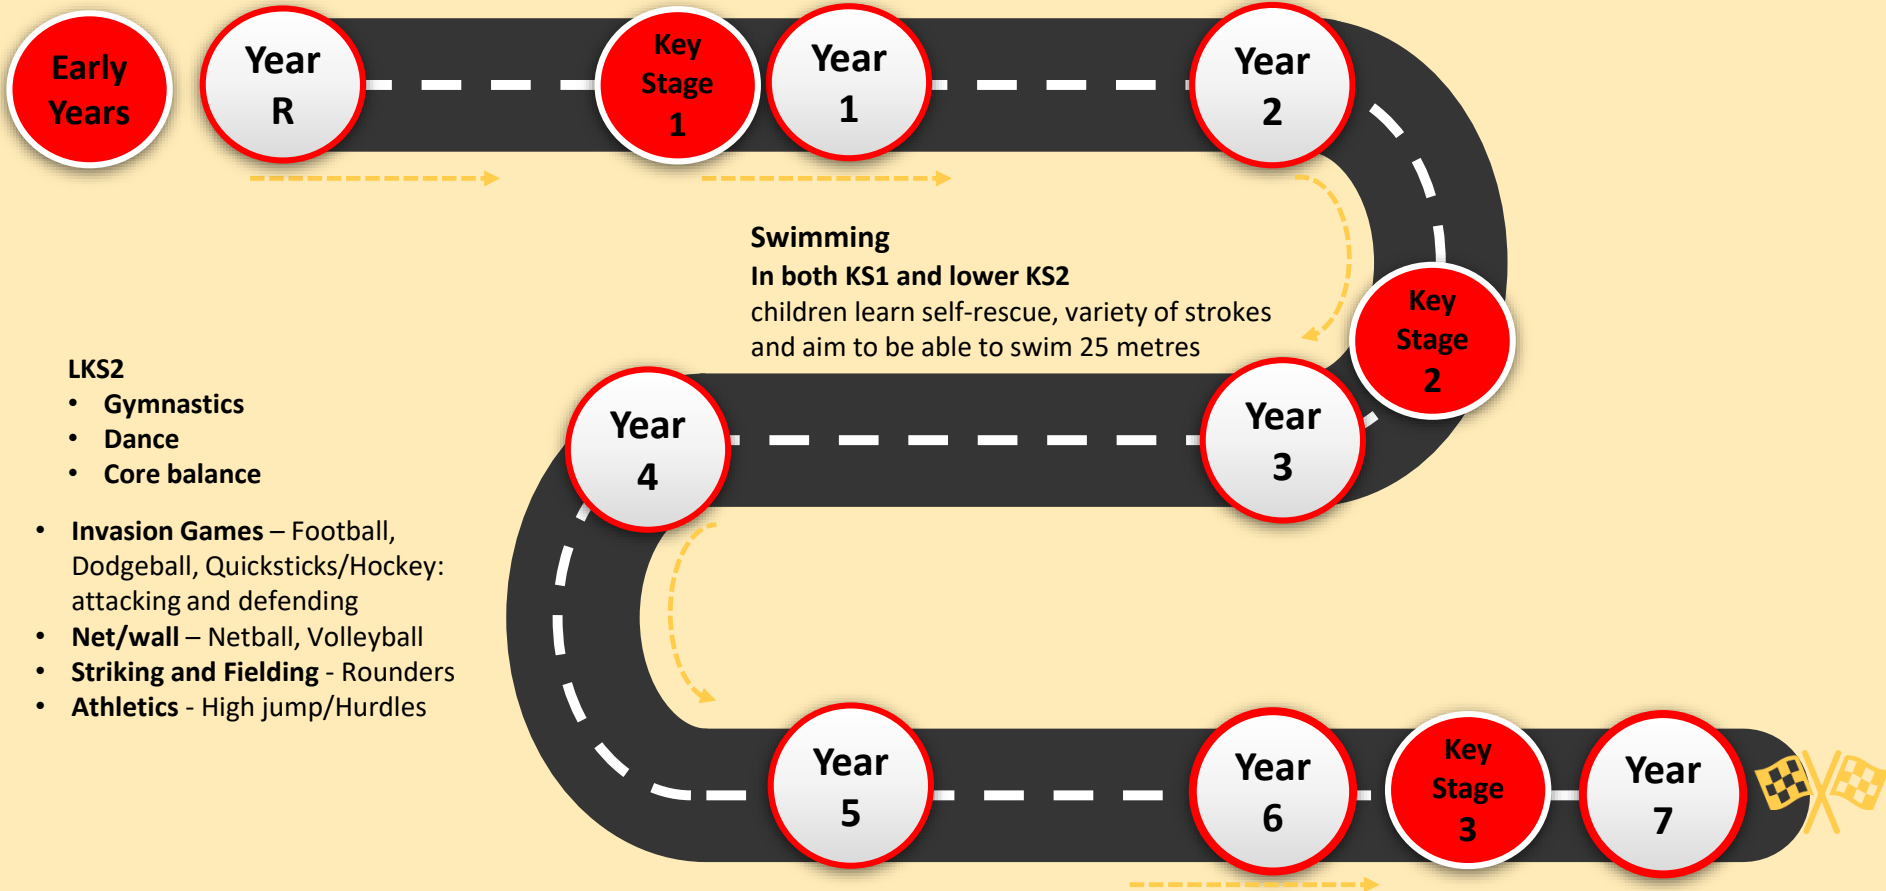 Early
Years
Year
R
Key
Stage
1
Year
1
Year
2
Swimming
In both KS1 and lower KS2
children learn self-rescue, variety of strokes
and aim to be able to swim 25 metres
Key
Stage
2
Year
3
Year
4
LKS2
• Gymnastics
• Dance
• Core balance
• Invasion Games – Football,
Dodgeball, Quicksticks/Hockey:
attacking and defending
• Net/wall – Netball, Volleyball
• Striking and Fielding - Rounders
• Athletics - High jump/Hurdles
Year
5
Year
6
Key
Stage
3
Year
7